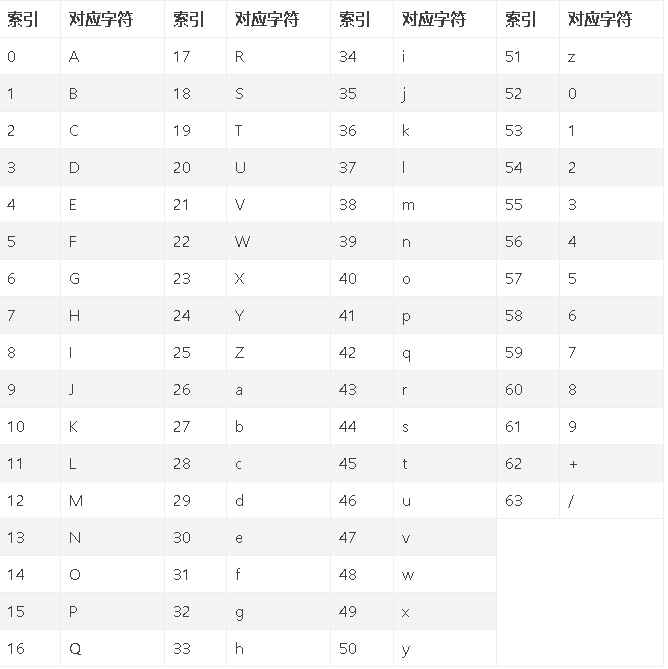 索引 对应字符 索引 对应字符 索引 对应字符 索引 对应字符
0 A 17 R 34 i 51 z
1 B 18 S 35 j 52 0
2 C 19 T 36 k 53 1
3 D 20 U 37 l 54 2
4 E 21 V 38 m 55 3
5 F 22 W 39 n 56 4
6 G 23 X 40 o 57 5
7 H 24 Y 41 p 58 6
8 I 25 Z 42 q 59 7
9 J 26 a 43 r 60 8
10 K 27 b 44 s 61 9
11 L 28 c 45 t 62 +
12 M 29 d 46 u 63 /
13 N 30 e 47 v
14 O 31 f 48 w
15 P 32 g 49 x
16 Q 33 h 50 y